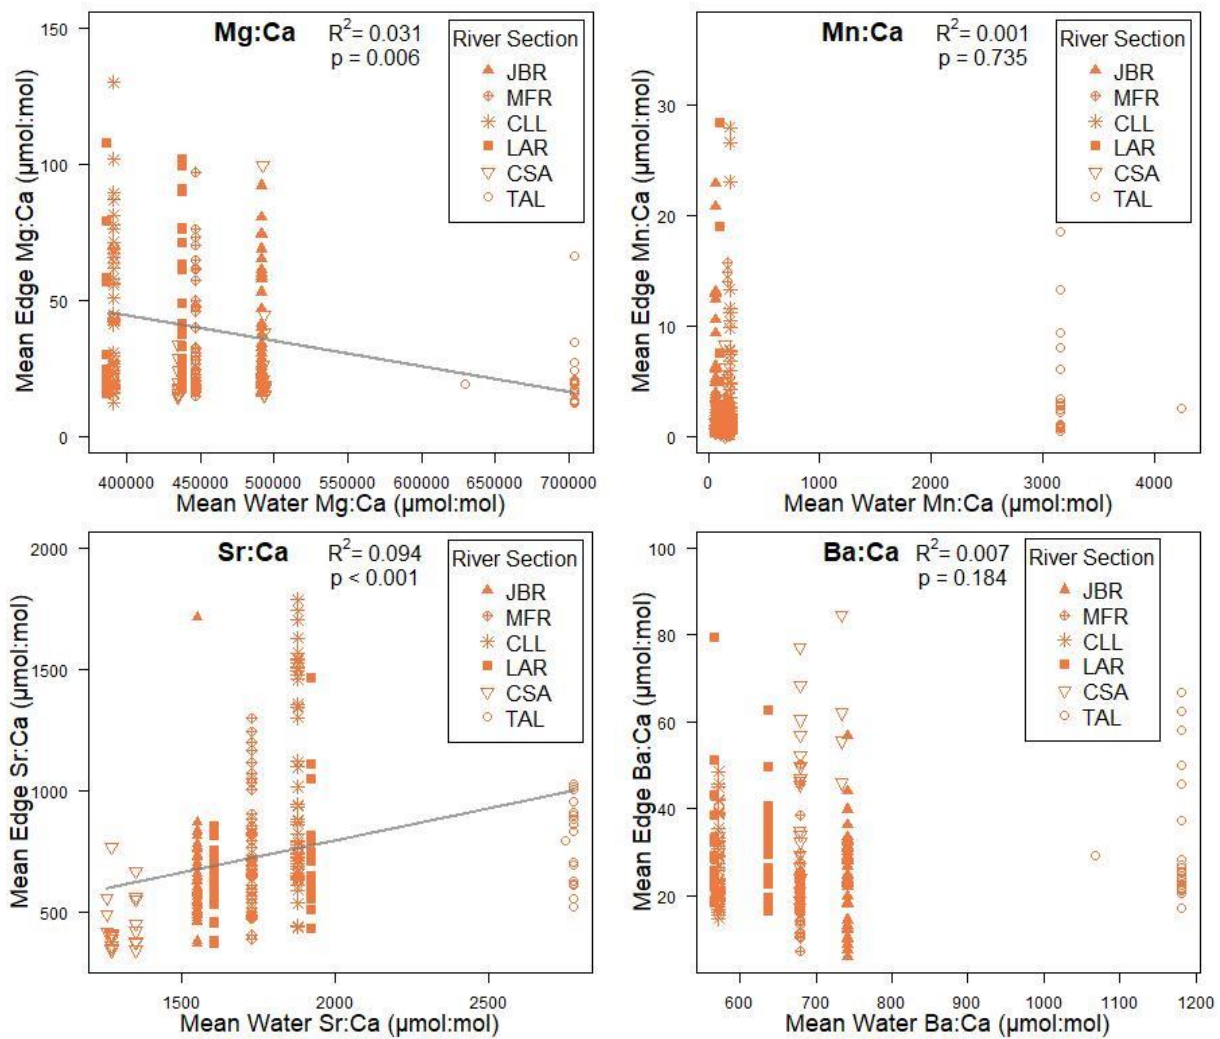 Mg:Ca
R²= 0.031
p = 0.006
River Section
JBR
MFR
CLL
LAR
CSA
TAL
150
100
50
0
Mean Edge Mg:Ca (µmol:mol)
400000 450000 500000 550000 600000 650000 700000
Mean Water Mg:Ca (µmol:mol)
Mn:Ca
R²= 0.001
p = 0.735
River Section
JBR
MFR
CLL
LAR
CSA
TAL
30
20
10
0
Mean Edge Mn:Ca (µmol:mol)
0 1000 2000 3000 4000
Mean Water Mn:Ca (µmol:mol)
Sr:Ca
R²= 0.094
p < 0.001
River Section
JBR
MFR
CLL
LAR
CSA
TAL
2000
1500
1000
500
Mean Edge Sr:Ca (µmol:mol)
1500 2000 2500
Mean Water Sr:Ca (µmol:mol)
Ba:Ca
R²= 0.007
p = 0.184
River Section
JBR
MFR
CLL
LAR
CSA
TAL
100
80
60
40
20
Mean Edge Ba:Ca (µmol:mol)
600 700 800 900 1000 1100 1200
Mean Water Ba:Ca (µmol:mol)